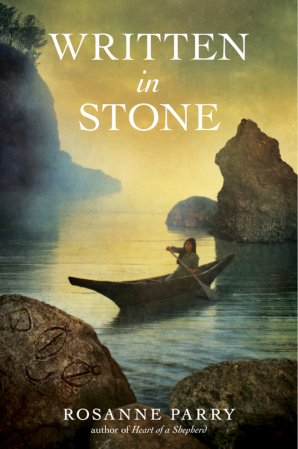 WRITTEN
in
STONE
ROSANNE PARRY
author of Heart of a Shepherd